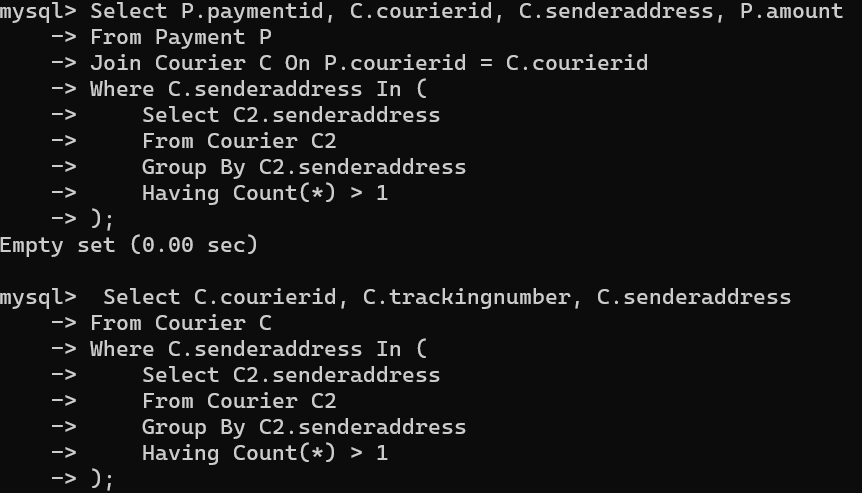 mysql> Select P.paymentid, C.courierid, C.senderaddress, P.amount
    -> From Payment P
    -> Join Courier C On P.courierid = C.courierid
    -> Where C.senderaddress In (
    ->     Select C2.senderaddress
    ->     From Courier C2
    ->     Group By C2.senderaddress
    ->     Having Count(*) > 1
    -> );
Empty set (0.00 sec)

mysql>  Select C.courierid, C.trackingnumber, C.senderaddress
    -> From Courier C
    -> Where C.senderaddress In (
    ->     Select C2.senderaddress
    ->     From Courier C2
    ->     Group By C2.senderaddress
    ->     Having Count(*) > 1
    -> );